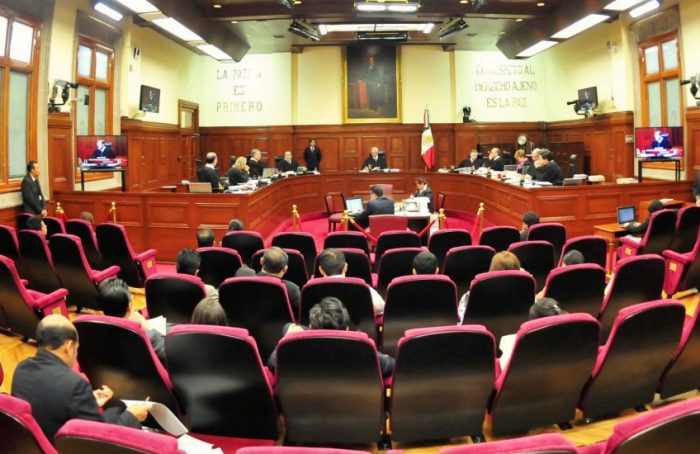 LA PATRIA
ES
PRIMERO
EL RESPETO AL
DERECHO AJENO
ES LA PAZ